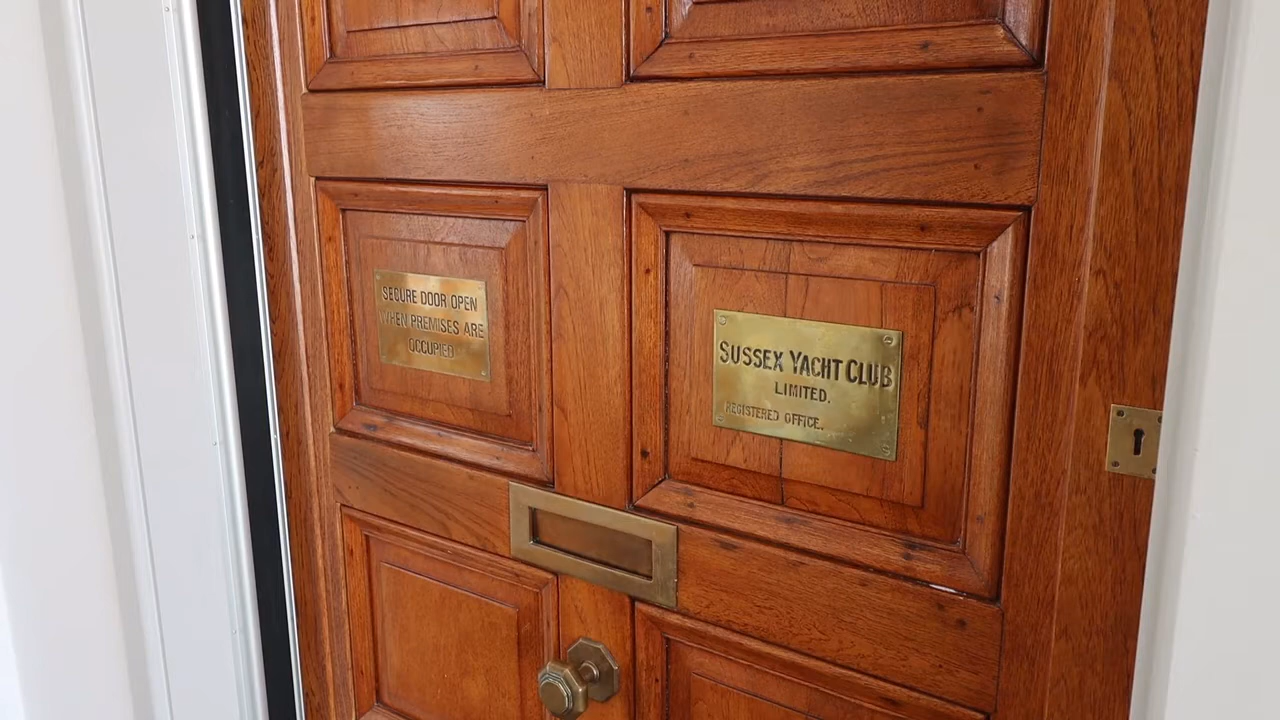 SECURE DOOR OPEN
WHEN PREMISES ARE
OCCUPIED
SUSSEX YACHT CLUB
LIMITED.
REGISTERED OFFICE.